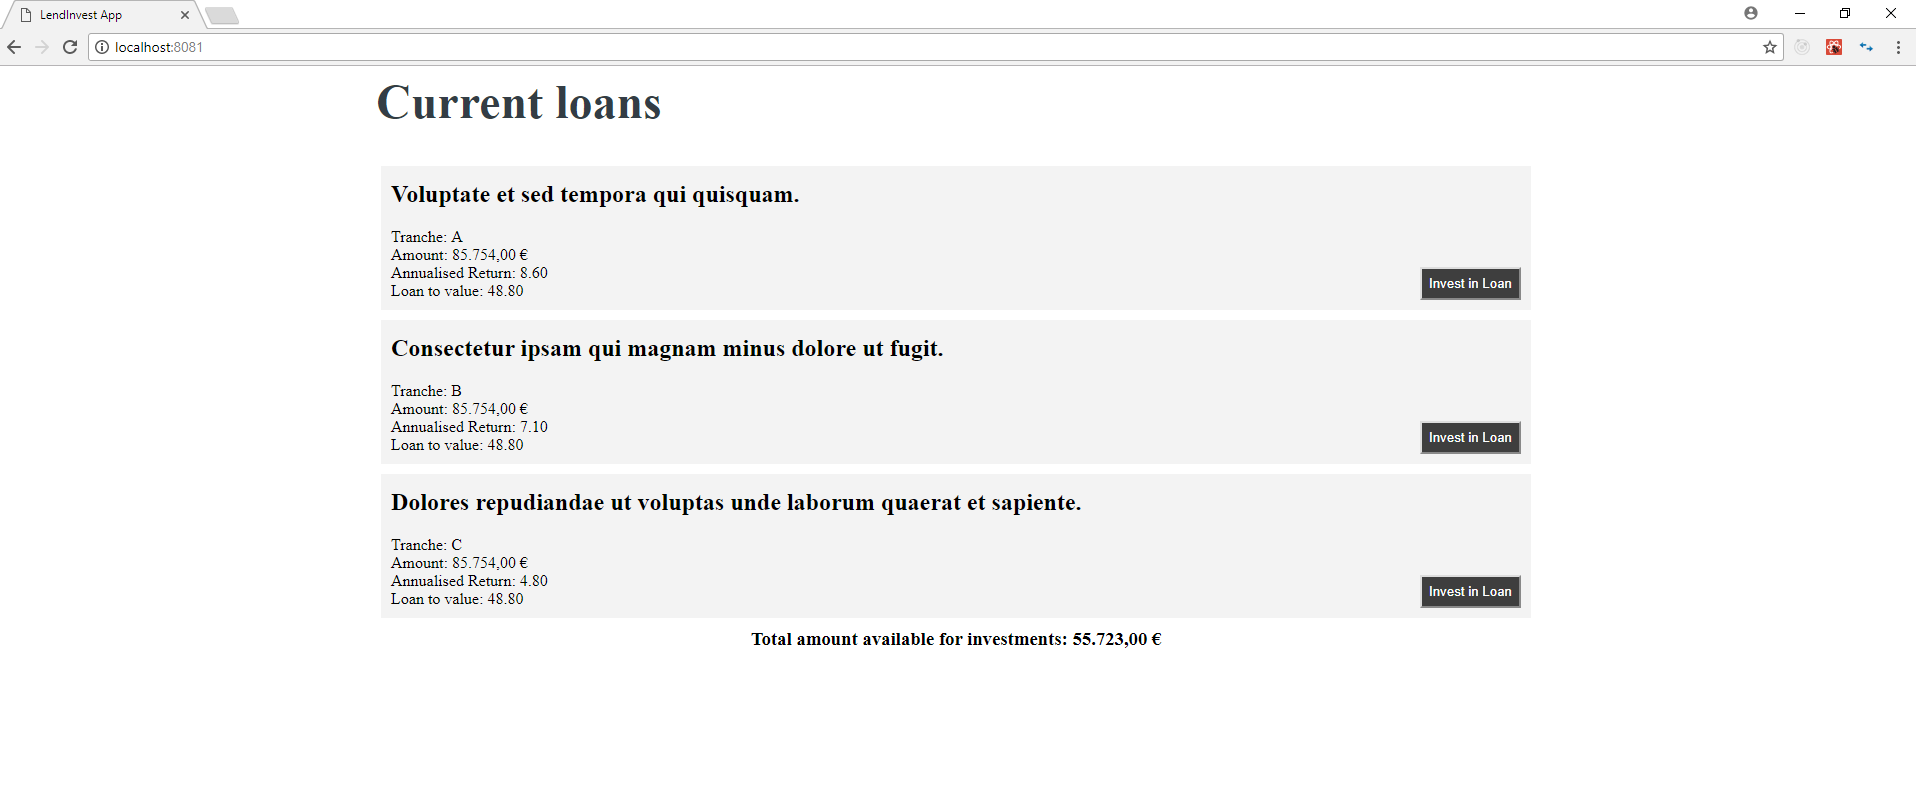 LendInvest App
localhost:8081
Current loans
Voluptate et sed tempora qui quisquam.
Tranche: A
Amount: 85.754,00 €
Annualised Return: 8.60
Loan to value: 48.80
Invest in Loan
Consectetur ipsam qui magnam minus dolore ut fugit.
Tranche: B
Amount: 85.754,00 €
Annualised Return: 7.10
Loan to value: 48.80
Invest in Loan
Dolores repudiandae ut voluptas unde laborum quaerat et sapiente.
Tranche: C
Amount: 85.754,00 €
Annualised Return: 4.80
Loan to value: 48.80
Invest in Loan
Total amount available for investments: 55.723,00 €